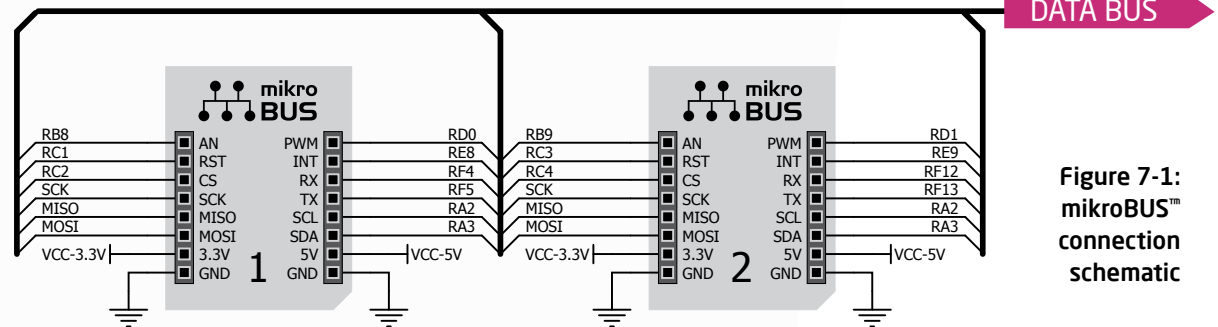 DATA BUS
mikro
BUS
RB8 AN PWM RD0
RC1 RST INT RE8
RC2 CS RX RF4
SCK SCK TX RF5
MISO MISO SCL RA2
MOSI MOSI SDA RA3
VCC-3.3V 3.3V 5V VCC-5V
GND 1 GND
mikro
BUS
RB9 AN PWM RD1
RC3 RST INT RE9
RC4 CS RX RF12
SCK SCK TX RF13
MISO MISO SCL RA2
MOSI MOSI SDA RA3
VCC-3.3V 3.3V 5V VCC-5V
GND 2 GND
Figure 7-1:
mikroBUS™
connection
schematic